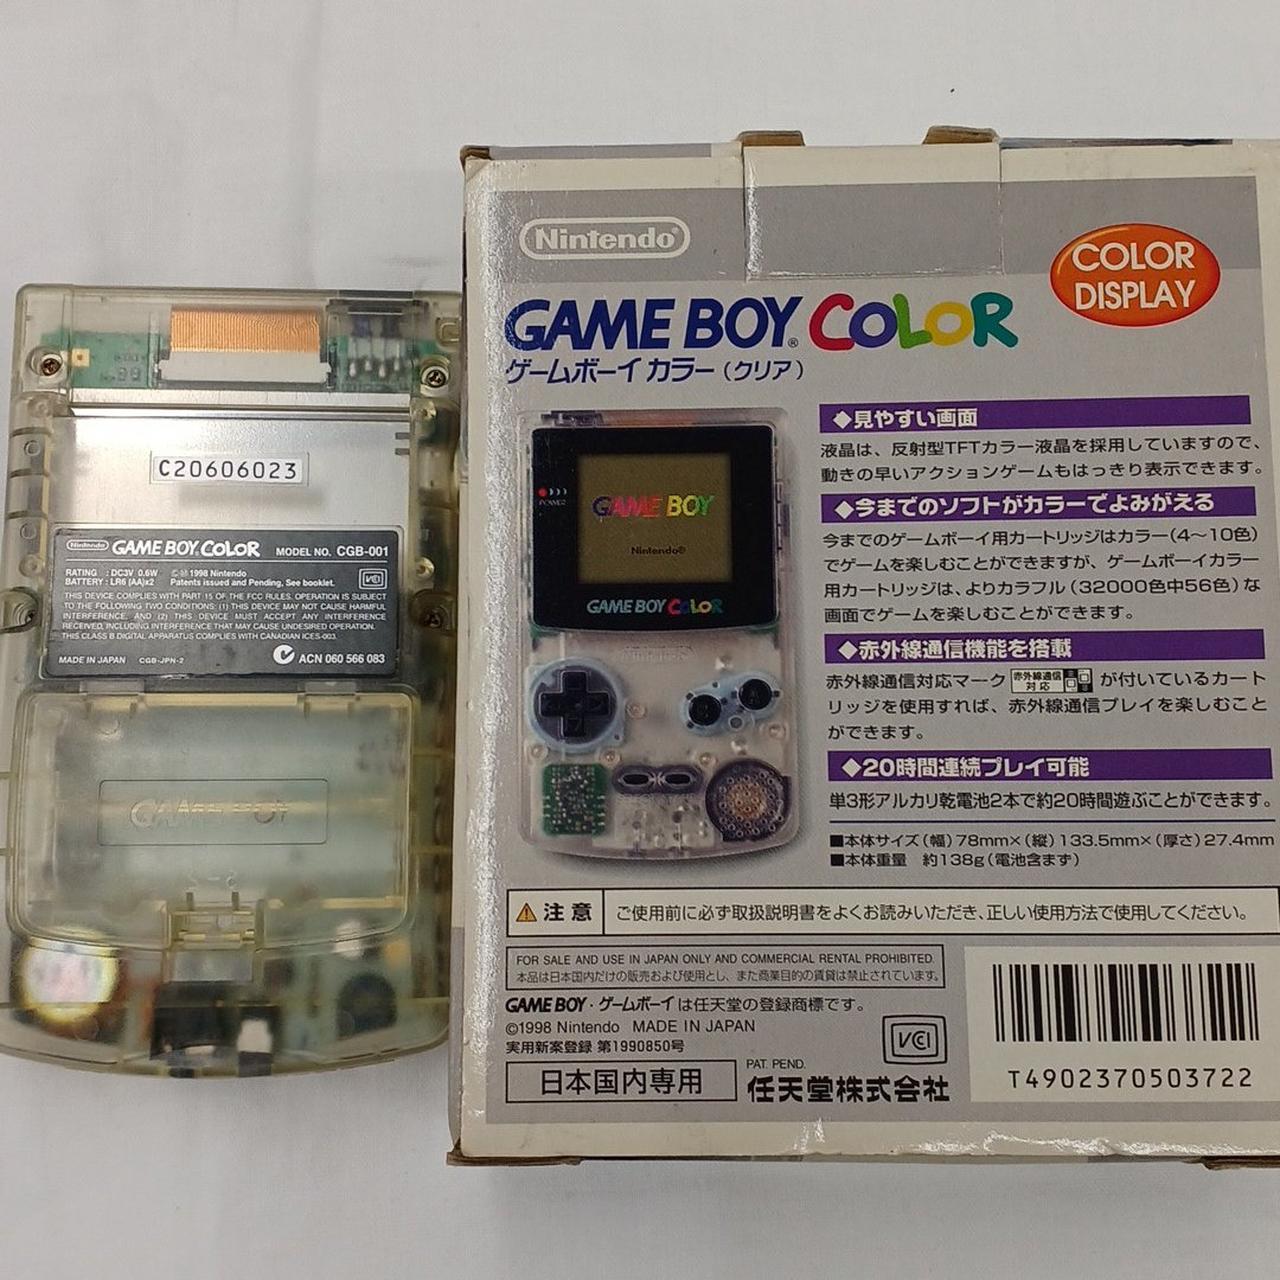 C20606023
Nintendo GAME BOY COLOR MODEL NO. CGB-001
RATING : DC3V 0.6W © 1998 Nintendo
BATTERY : LR6 (AA)x2 Patents issued and Pending, See booklet.
VCI
THIS DEVICE COMPLIES WITH PART 15 OF THE FCC RULES. OPERATION IS SUBJECT
TO THE FOLLOWING TWO CONDITIONS: (1) THIS DEVICE MAY NOT CAUSE HARMFUL
INTERFERENCE, AND (2) THIS DEVICE MUST ACCEPT ANY INTERFERENCE
RECEIVED, INCLUDING INTERFERENCE THAT MAY CAUSE UNDESIRED OPERATION.
THIS CLASS B DIGITAL APPARATUS COMPLIES WITH CANADIAN ICES-003.
MADE IN JAPAN CGB-JPN-2 ACN 060 566 083
GAME BOY
Nintendo®
COLOR
DISPLAY
GAME BOY® COLOR
ゲームボーイ カラー(クリア)
POWER
GAME BOY
Nintendo®
GAME BOY COLOR
Nintendo
◆見やすい画面
液晶は、反射型TFTカラー液晶を採用していますので、
動きの早いアクションゲームもはっきり表示できます。
◆今までのソフトがカラーでよみがえる
今までのゲームボーイ用カートリッジはカラー(4〜10色)
でゲームを楽しむことができますが、ゲームボーイカラー
用カートリッジは、よりカラフル(32000色中56色)な
画面でゲームを楽しむことができます。
◆赤外線通信機能を搭載
赤外線通信対応マーク 赤外線通信対応 が付いているカート
リッジを使用すれば、赤外線通信プレイを楽しむこと
ができます。
◆20時間連続プレイ可能
単3形アルカリ乾電池2本で約20時間遊ぶことができます。
■本体サイズ(幅)78mm×(縦)133.5mm×(厚さ)27.4mm
■本体重量 約138g(電池含まず)
注意 ご使用前に必ず取扱説明書をよくお読みいただき、正しい使用方法で使用してください。
FOR SALE AND USE IN JAPAN ONLY AND COMMERCIAL RENTAL PROHIBITED.
本品は日本国内だけの販売および使用とし、また商業目的の賃貸は禁止されています。
GAME BOY・ゲームボーイは任天堂の登録商標です。
©1998 Nintendo MADE IN JAPAN
実用新案登録 第1990850号
VCI
日本国内専用
PAT. PEND.
任天堂株式会社
T4902370503722